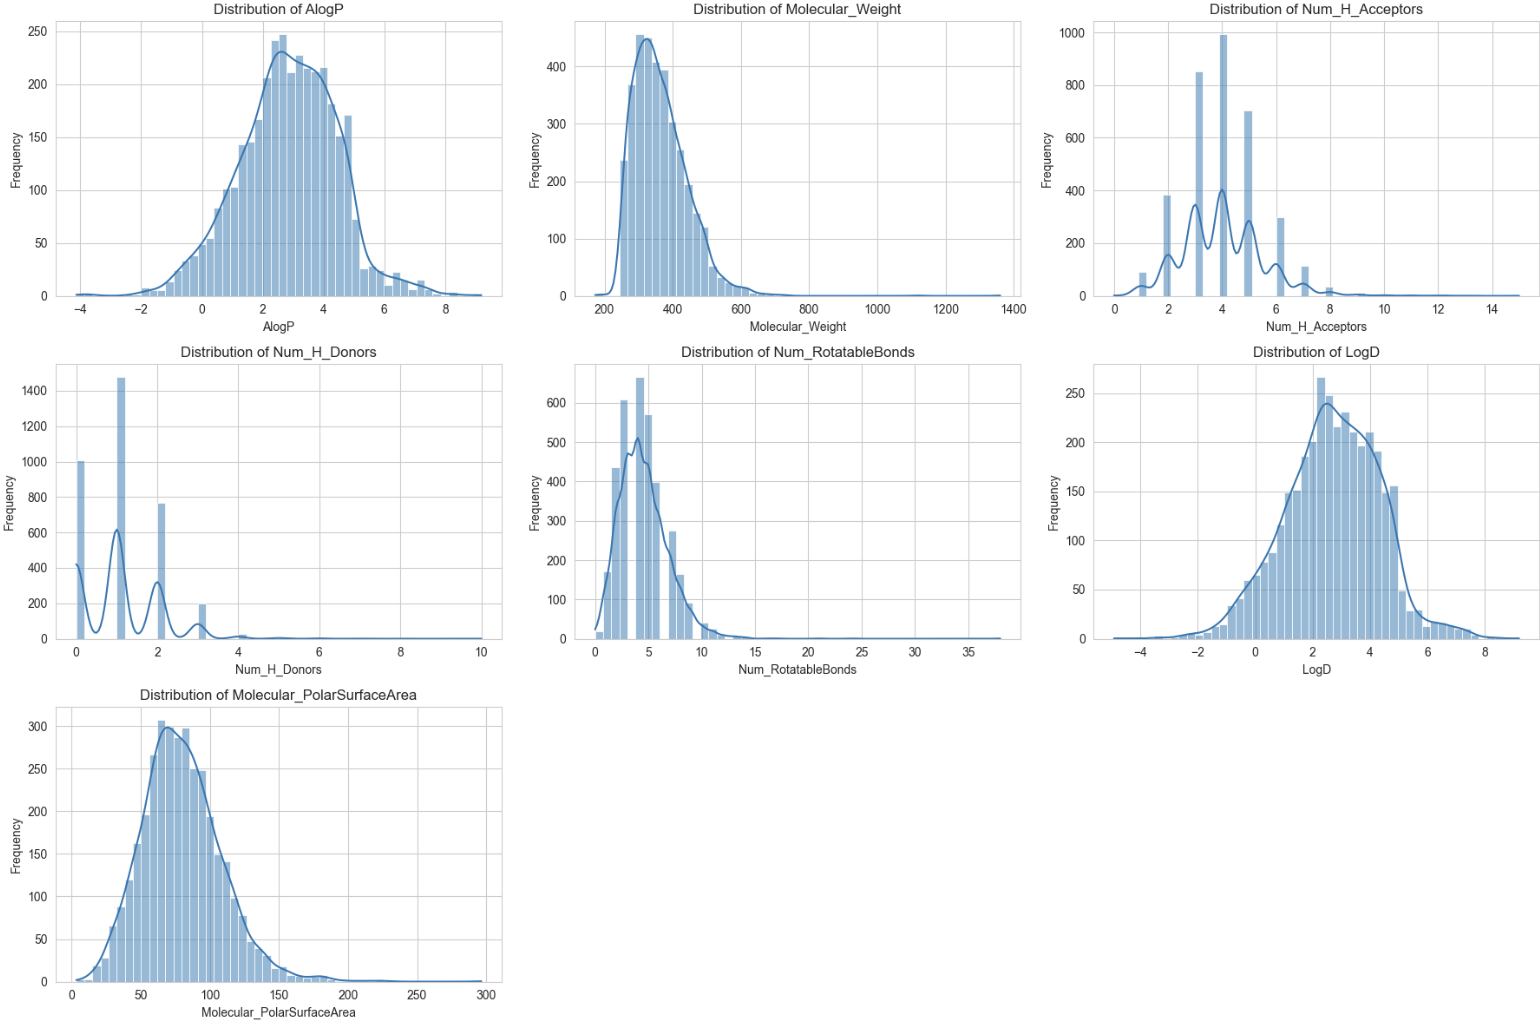 Distribution of AlogP
Frequency
250
200
150
100
50
0
−4 −2 0 2 4 6 8
AlogP
Distribution of Molecular_Weight
Frequency
400
300
200
100
0
200 400 600 800 1000 1200 1400
Molecular_Weight
Distribution of Num_H_Acceptors
Frequency
1000
800
600
400
200
0
0 2 4 6 8 10 12 14
Num_H_Acceptors
Distribution of Num_H_Donors
Frequency
1400
1200
1000
800
600
400
200
0
0 2 4 6 8 10
Num_H_Donors
Distribution of Num_RotatableBonds
Frequency
600
500
400
300
200
100
0
0 5 10 15 20 25 30 35
Num_RotatableBonds
Distribution of LogD
Frequency
250
200
150
100
50
0
−4 −2 0 2 4 6 8
LogD
Distribution of Molecular_PolarSurfaceArea
Frequency
300
250
200
150
100
50
0
0 50 100 150 200 250 300
Molecular_PolarSurfaceArea